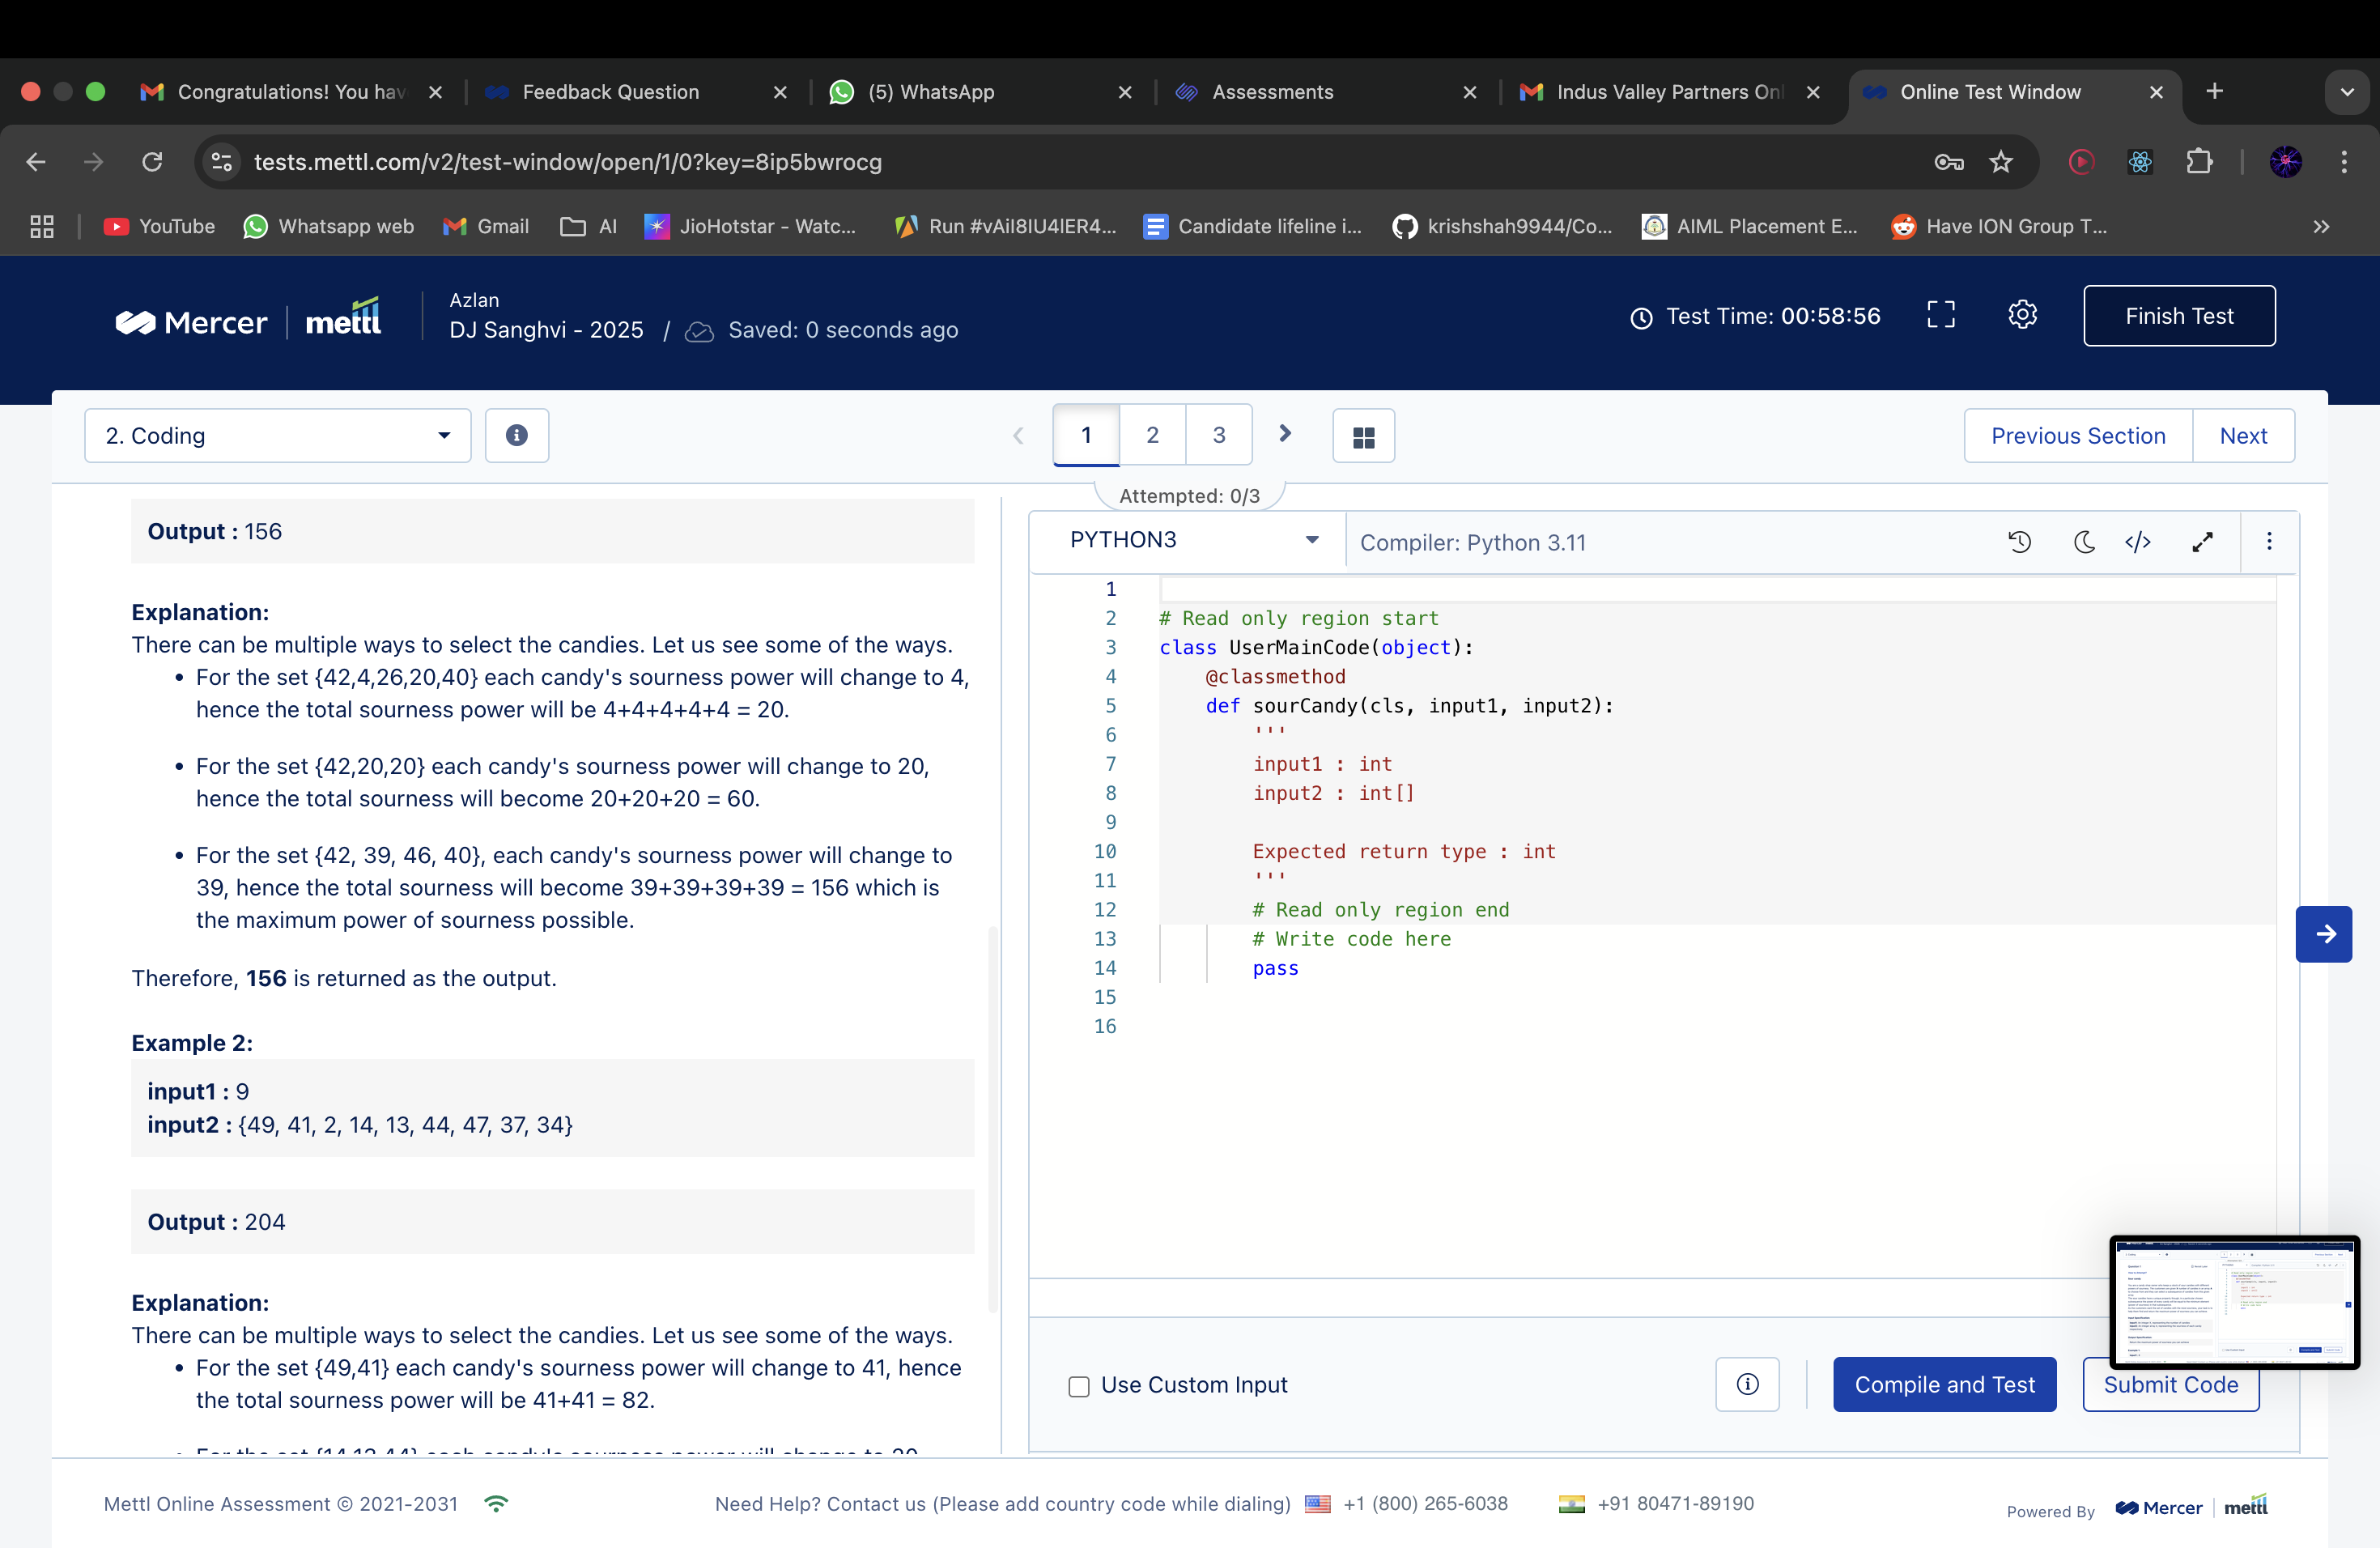 Congratulations! You hav
Feedback Question
(5) WhatsApp
Assessments
Indus Valley Partners Onl
Online Test Window
tests.mettl.com/v2/test-window/open/1/0?key=8ip5bwrocg
YouTube
Whatsapp web
Gmail
AI
JioHotstar - Watc...
Run #vAil8IU4lER4...
Candidate lifeline i...
krishshah9944/Co...
AIML Placement E...
Have ION Group T...
Mercer | mettl
Azlan
DJ Sanghvi - 2025 / Saved: 0 seconds ago
Test Time: 00:58:56
Finish Test
2. Coding
1 2 3
Previous Section
Next
Attempted: 0/3
Output : 156
Explanation:
There can be multiple ways to select the candies. Let us see some of the ways.
• For the set {42,4,26,20,40} each candy's sourness power will change to 4,
hence the total sourness power will be 4+4+4+4+4 = 20.
• For the set {42,20,20} each candy's sourness power will change to 20,
hence the total sourness will become 20+20+20 = 60.
• For the set {42, 39, 46, 40}, each candy's sourness power will change to
39, hence the total sourness will become 39+39+39+39 = 156 which is
the maximum power of sourness possible.
Therefore, 156 is returned as the output.
Example 2:
input1 : 9
input2 : {49, 41, 2, 14, 13, 44, 47, 37, 34}
Output : 204
Explanation:
There can be multiple ways to select the candies. Let us see some of the ways.
• For the set {49,41} each candy's sourness power will change to 41, hence
the total sourness power will be 41+41 = 82.
PYTHON3
Compiler: Python 3.11
1
2 # Read only region start
3 class UserMainCode(object):
4 @classmethod
5 def sourCandy(cls, input1, input2):
6 '''
7 input1 : int
8 input2 : int[]
9
10 Expected return type : int
11 '''
12 # Read only region end
13 # Write code here
14 pass
15
16
Use Custom Input
Compile and Test
Submit Code
Mettl Online Assessment © 2021-2031
Need Help? Contact us (Please add country code while dialing) +1 (800) 265-6038 +91 80471-89190
Powered By Mercer | mettl